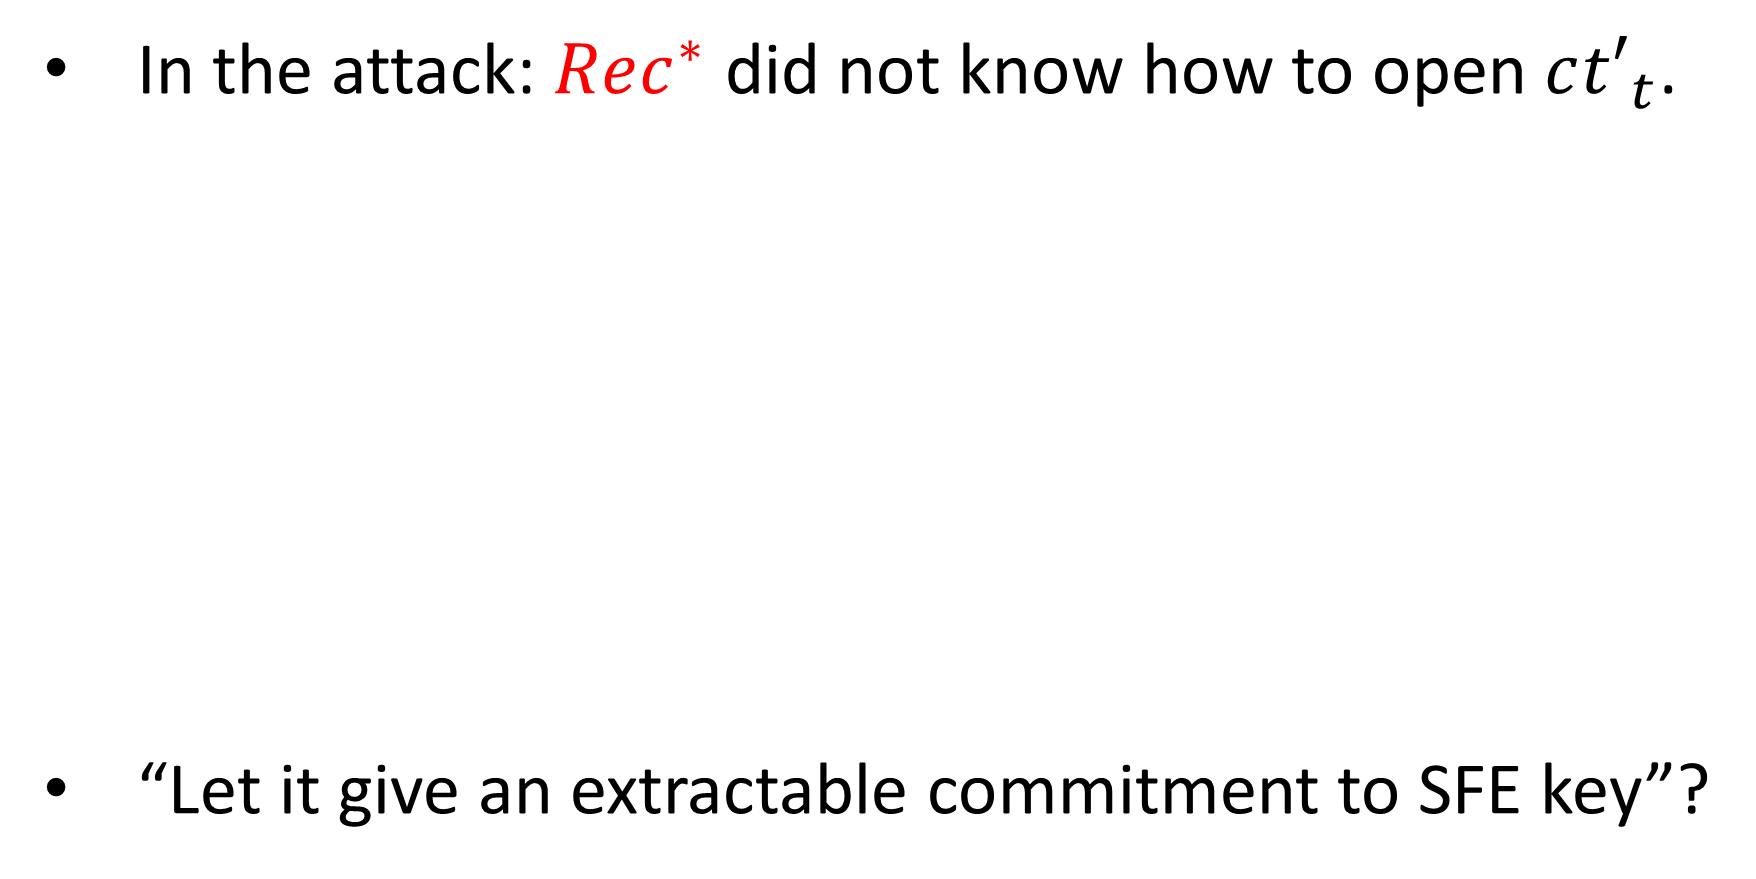 • In the attack: Rec* did not know how to open ct′ₜ.
• “Let it give an extractable commitment to SFE key”?